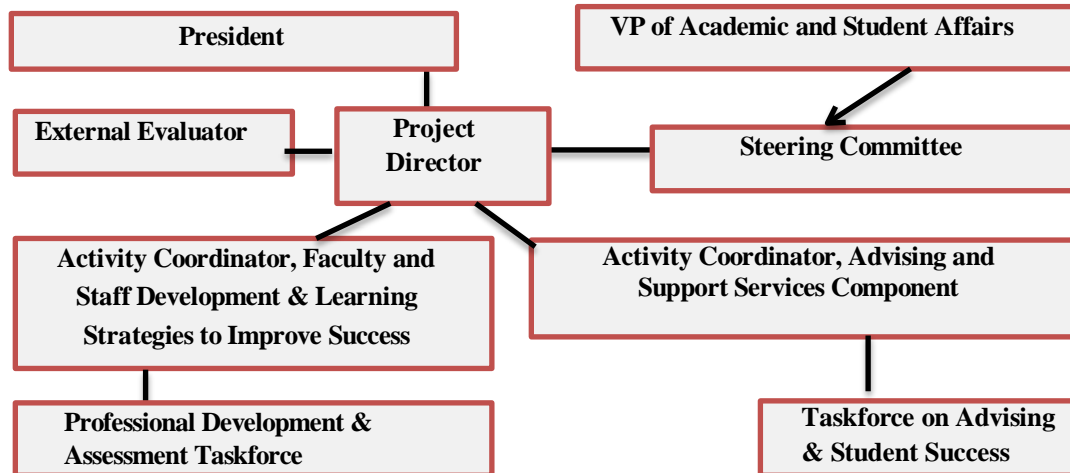 President
VP of Academic and Student Affairs
External Evaluator
Project
Director
Steering Committee
Activity Coordinator, Faculty and
Staff Development & Learning
Strategies to Improve Success
Activity Coordinator, Advising and
Support Services Component
Professional Development &
Assessment Taskforce
Taskforce on Advising
& Student Success